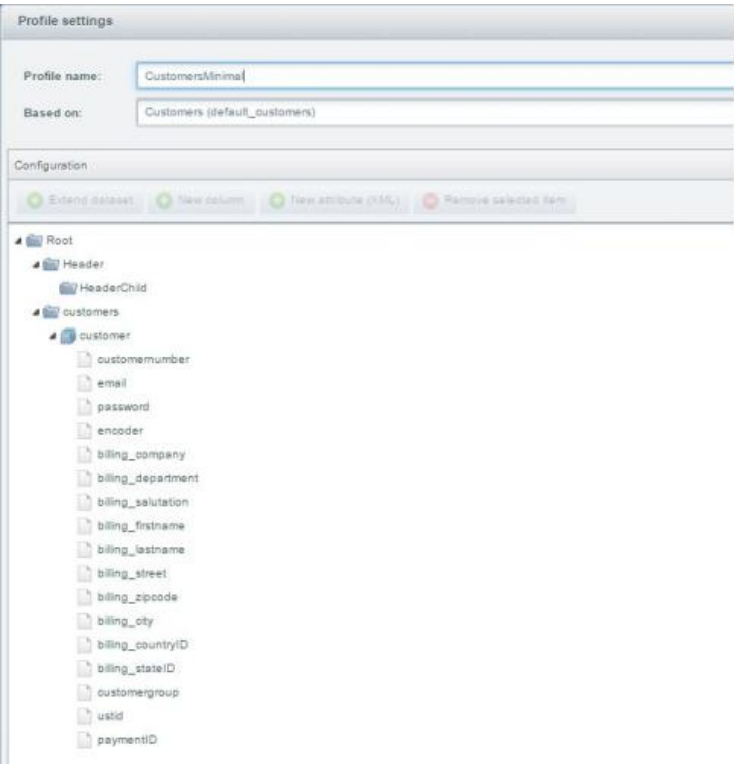 Profile settings
Profile name: CustomersMinimal
Based on: Customers (default_customers)
Configuration
Extend dataset New column New attribute (XML) Remove selected item
Root
Header
HeaderChild
customers
customer
customernumber
email
password
encoder
billing_company
billing_department
billing_salutation
billing_firstname
billing_lastname
billing_street
billing_zipcode
billing_city
billing_countryID
billing_stateID
customergroup
ustid
paymentID